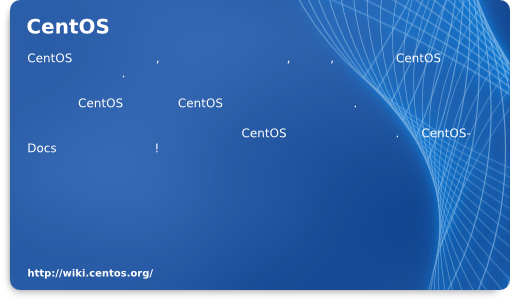 CentOS
CentOS , , , CentOS
.
CentOS CentOS .
CentOS . CentOS-
Docs !
http://wiki.centos.org/